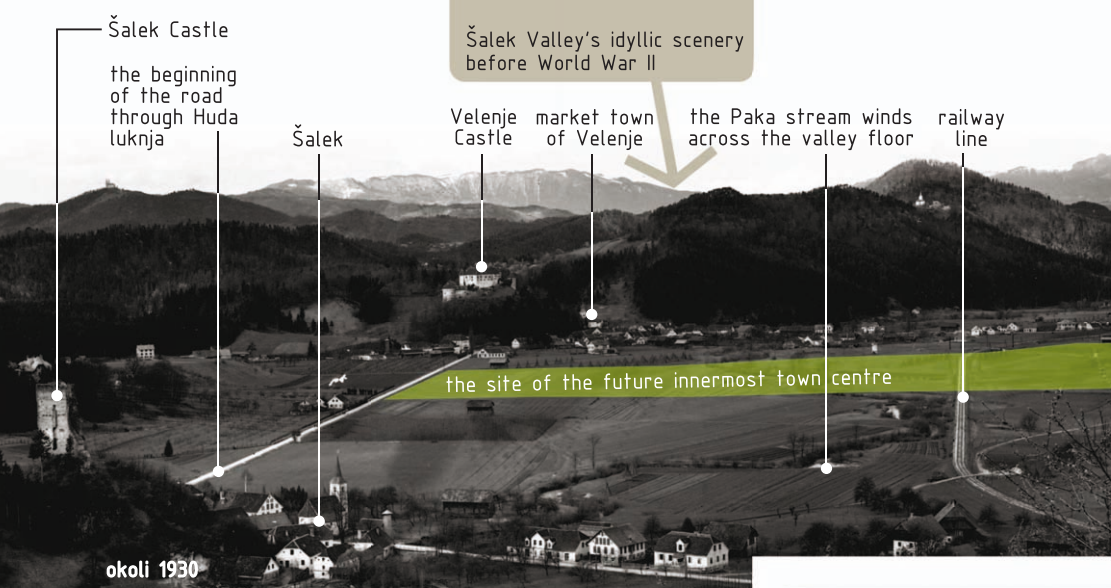 Šalek Castle
Šalek Valley's idyllic scenery
before World War II
the beginning
of the road
through Huda
luknja
Šalek
Velenje
Castle
market town
of Velenje
the Paka stream winds
across the valley floor
railway
line
the site of the future innermost town centre
okoli 1930